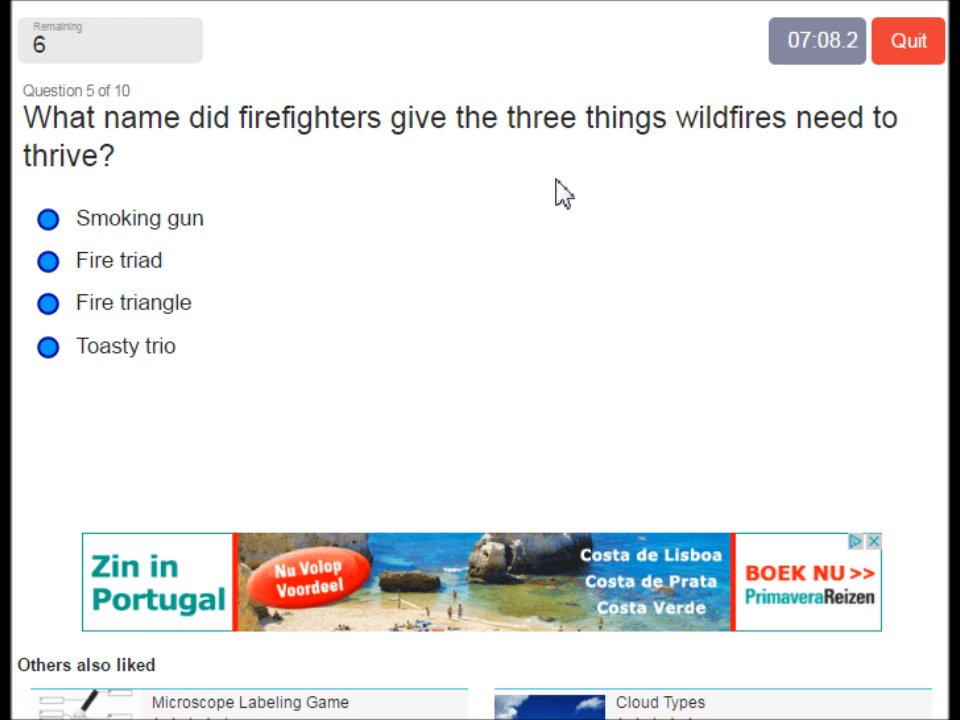 Remaining
6
07:08.2
Quit
Question 5 of 10
What name did firefighters give the three things wildfires need to
thrive?
Smoking gun
Fire triad
Fire triangle
Toasty trio
Zin in
Portugal
Nu Volop
Voordeel
Costa de Lisboa
Costa de Prata
Costa Verde
BOEK NU >>
PrimaveraReizen
Others also liked
Microscope Labeling Game
Cloud Types